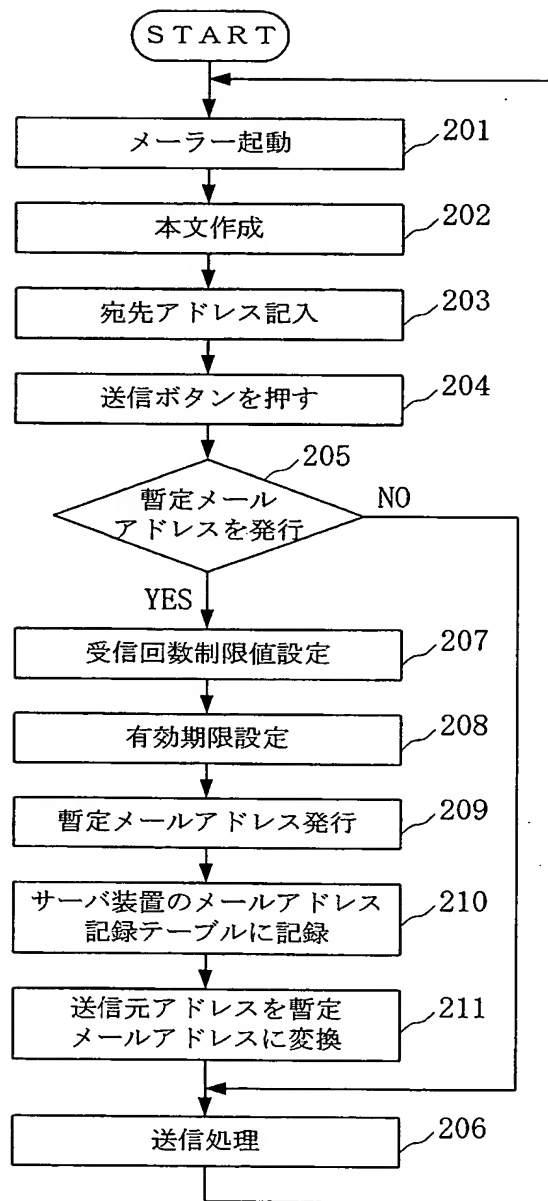 START
メーラー起動
201
本文作成
202
宛先アドレス記入
203
送信ボタンを押す
204
205
暫定メール
アドレスを発行
NO
YES
受信回数制限値設定
207
有効期限設定
208
暫定メールアドレス発行
209
サーバ装置のメールアドレス
記録テーブルに記録
210
送信元アドレスを暫定
メールアドレスに変換
211
送信処理
206